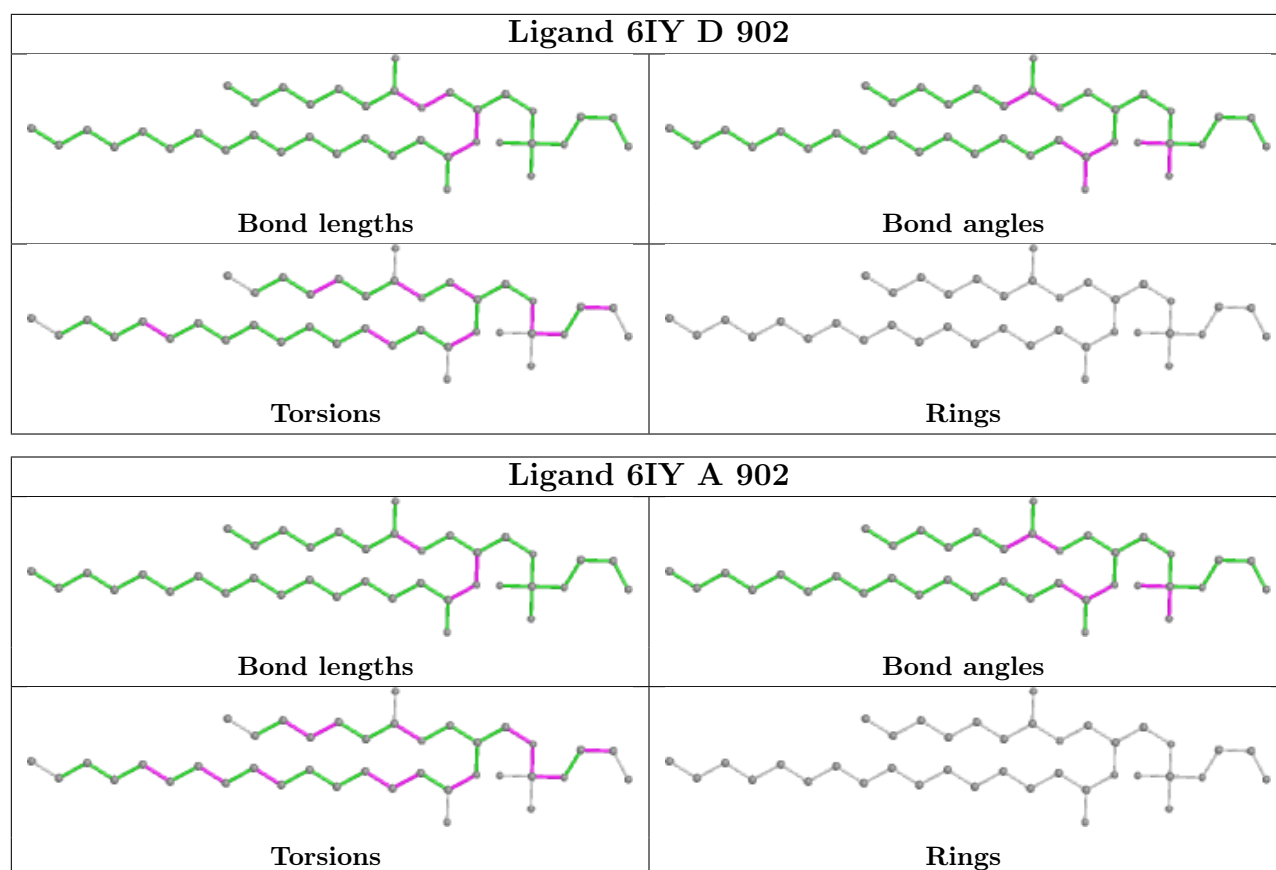 Ligand 6IY D 902
Bond lengths
Bond angles
Torsions
Rings
Ligand 6IY A 902
Bond lengths
Bond angles
Torsions
Rings